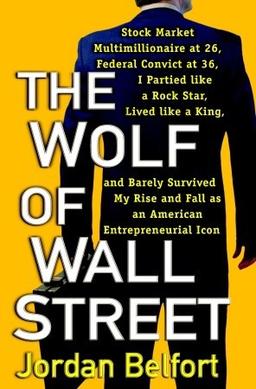 Stock Market
Multimillionaire at 26,
Federal Convict at 36,
I Partied like
a Rock Star,
Lived like a King,
THE
WOLF
OF
WALL
STREET
and Barely Survived
My Rise and Fall as
an American
Entrepreneurial Icon
Jordan Belfort